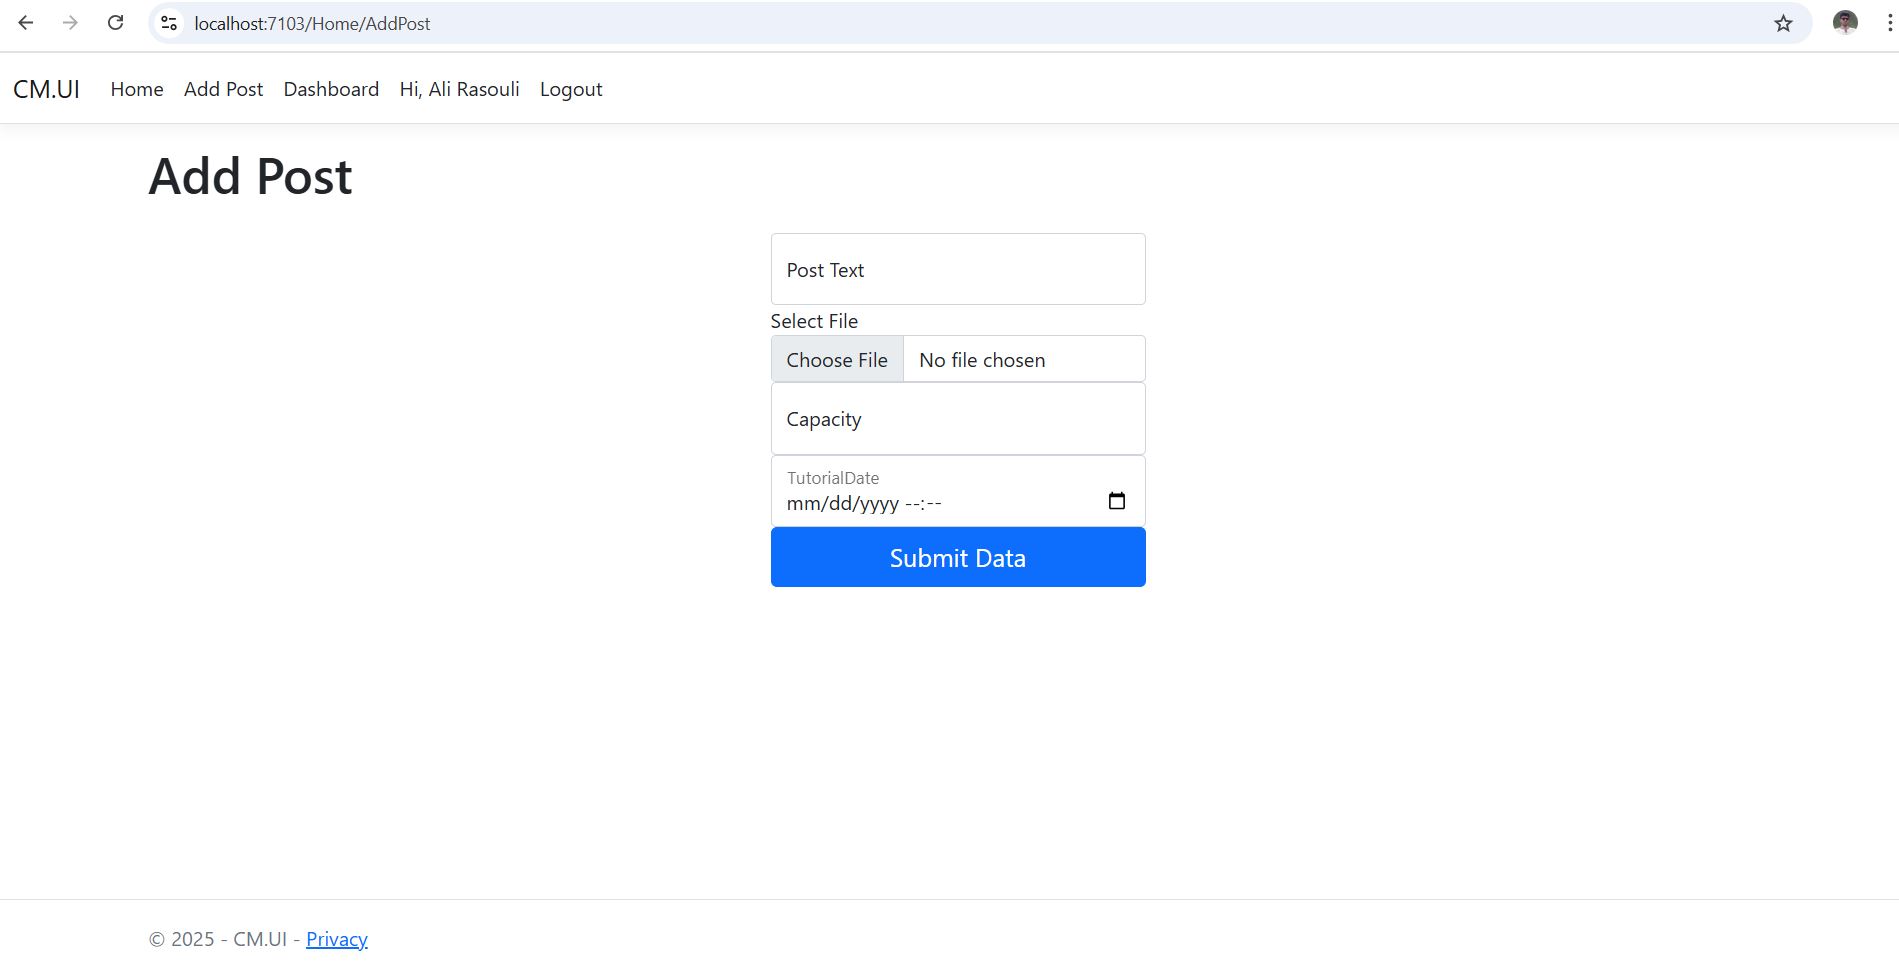 localhost:7103/Home/AddPost
CM.UI Home Add Post Dashboard Hi, Ali Rasouli Logout
Add Post
Post Text
Select File
Choose File No file chosen
Capacity
TutorialDate
mm/dd/yyyy --:--
Submit Data
© 2025 - CM.UI - Privacy